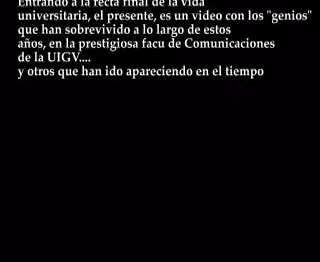 Entrando a la recta final de la vida
universitaria, el presente, es un video con los "genios"
que han sobrevivido a lo largo de estos
años, en la prestigiosa facu de Comunicaciones
de la UIGV....
y otros que han ido apareciendo en el tiempo